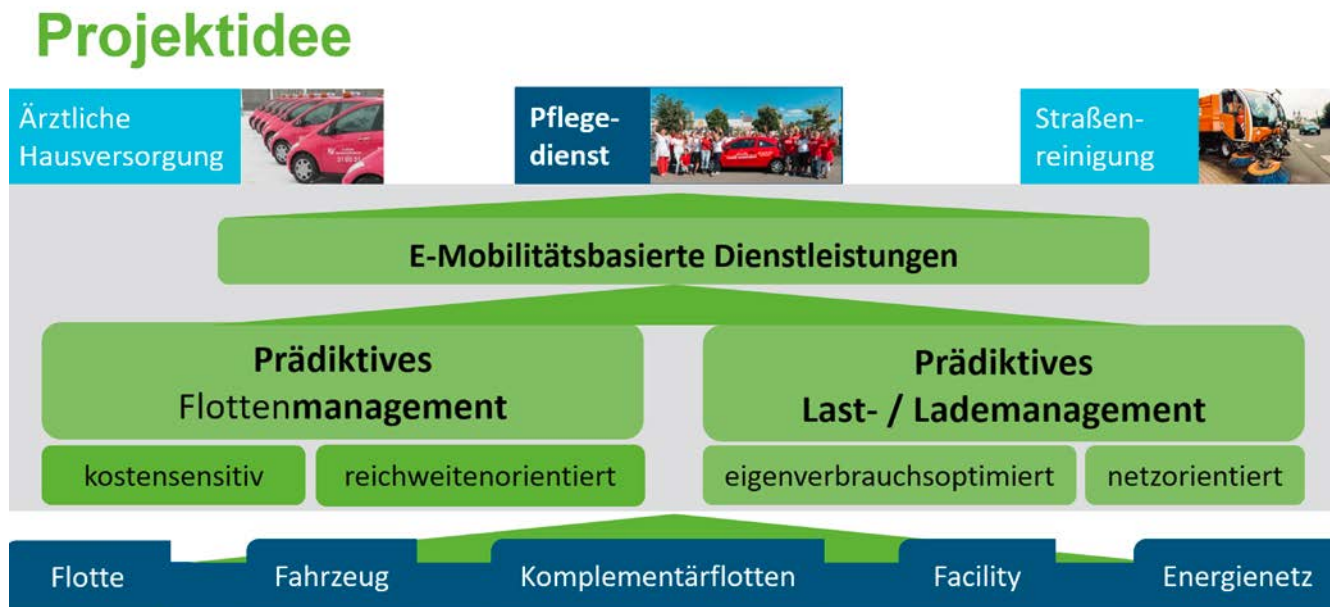 Projektidee
Ärztliche
Hausversorgung
Pflege-
dienst
Straßen-
reinigung
E-Mobilitätsbasierte Dienstleistungen
Prädiktives
Flottenmanagement
Prädiktives
Last- / Lademanagement
kostensensitiv
reichweitenorientiert
eigenverbrauchsoptimiert
netzorientiert
Flotte
Fahrzeug
Komplementärflotten
Facility
Energienetz